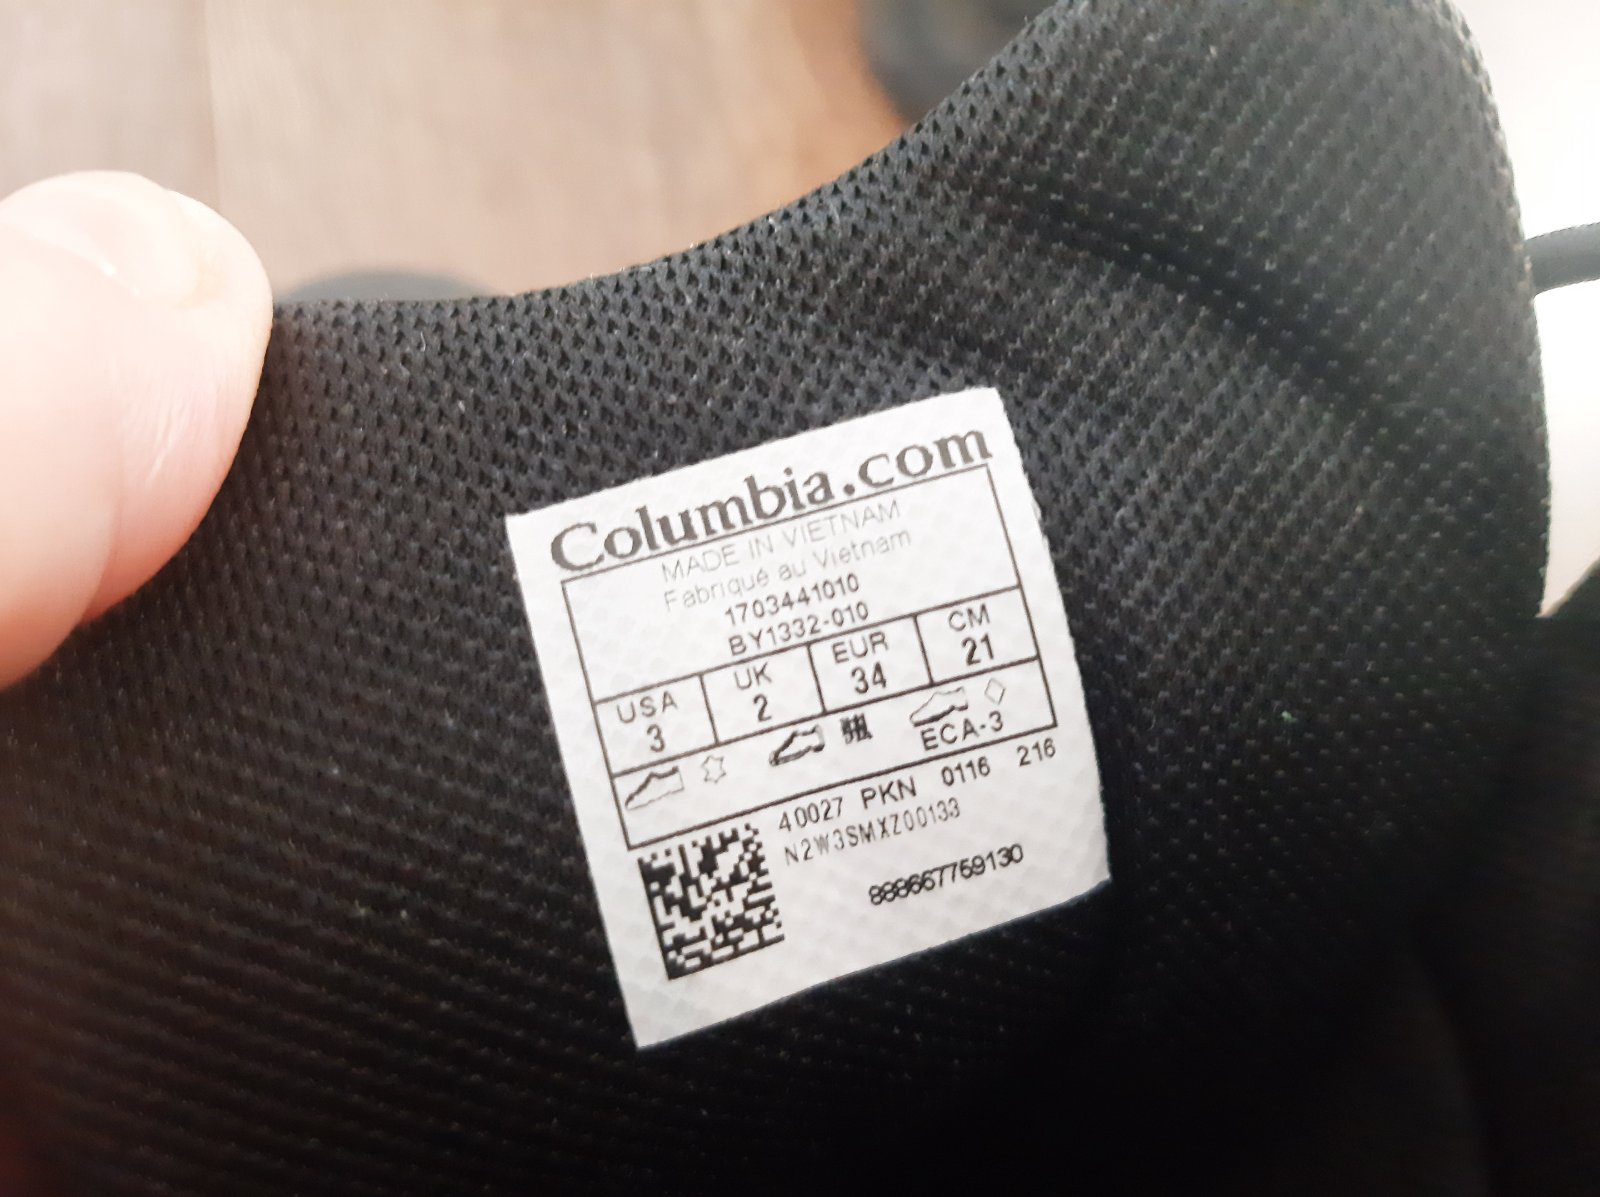 Columbia.com
MADE IN VIETNAM
Fabriqué au Vietnam
1703441010
BY1332-010
USA UK EUR CM
3 2 34 21
ECA-3
40027 PKN 0116 216
N2W3SMXZ00133
888667759130